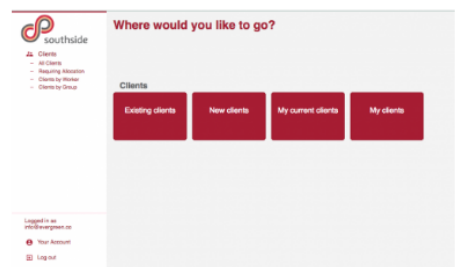 southside
Where would you like to go?
Clients
– All Clients
– Requiring Allocation
– Clients by Worker
– Clients by Group
Clients
Existing clients
New clients
My current clients
My clients
Logged in as
info@evergreen.co
Your Account
Log out